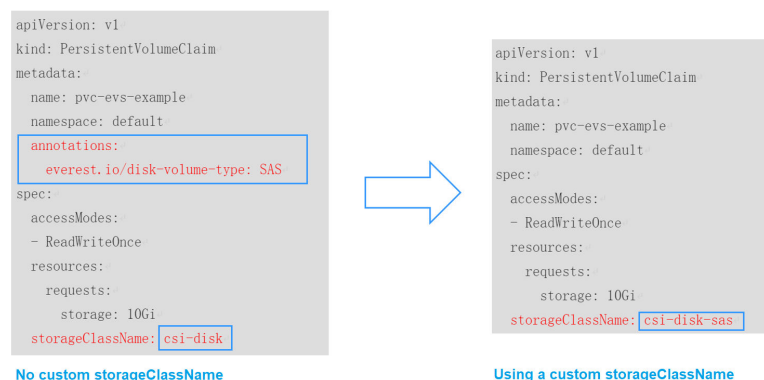 apiVersion: v1
kind: PersistentVolumeClaim
metadata:
  name: pvc-evs-example
  namespace: default
  annotations:
    everest.io/disk-volume-type: SAS
spec:
  accessModes:
  - ReadWriteOnce
  resources:
    requests:
      storage: 10Gi
  storageClassName: csi-disk
No custom storageClassName
apiVersion: v1
kind: PersistentVolumeClaim
metadata:
  name: pvc-evs-example
  namespace: default
spec:
  accessModes:
  - ReadWriteOnce
  resources:
    requests:
      storage: 10Gi
  storageClassName: csi-disk-sas
Using a custom storageClassName